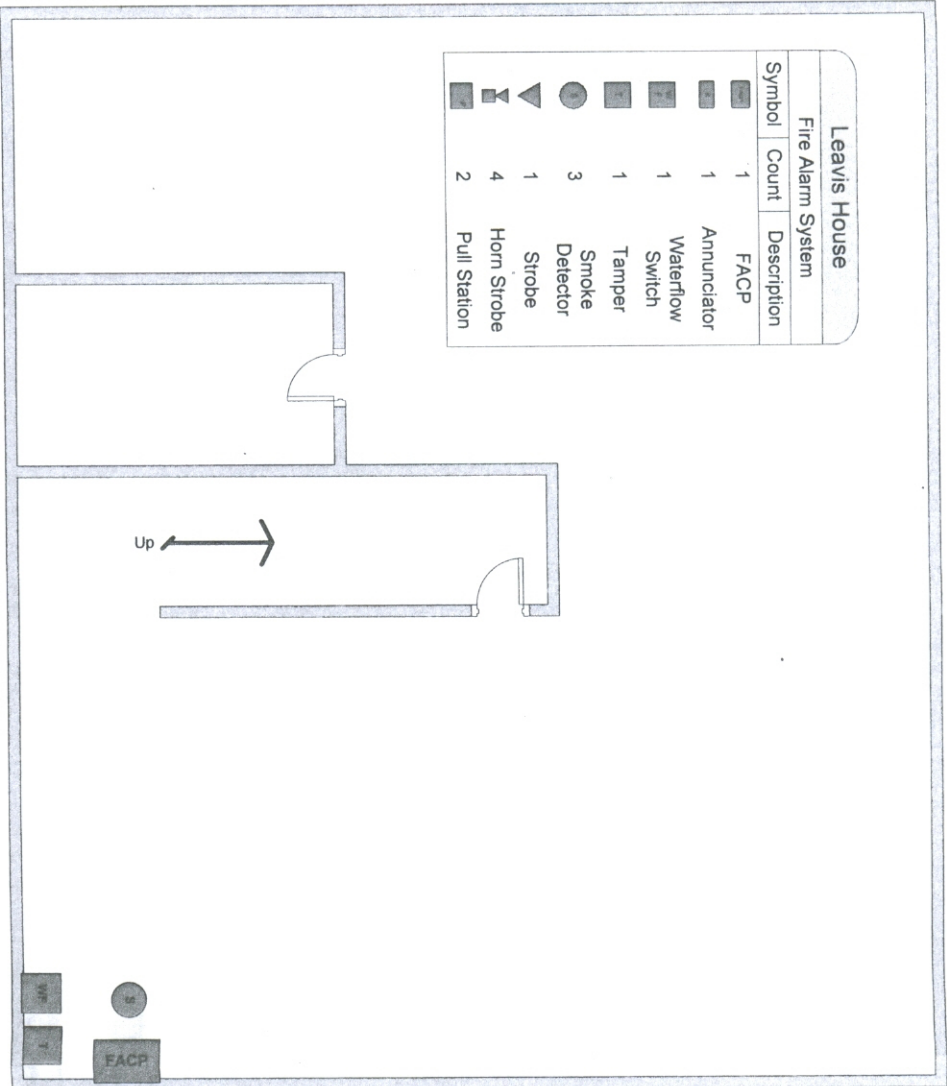 Leavis House
Fire Alarm System
Symbol Count Description
FACP 1 FACP
1 Annunciator
1 Waterflow
Switch
T 1 Tamper
S 3 Smoke
Detector
1 Strobe
4 Horn Strobe
2 Pull Station
Up
WF
T
S
FACP